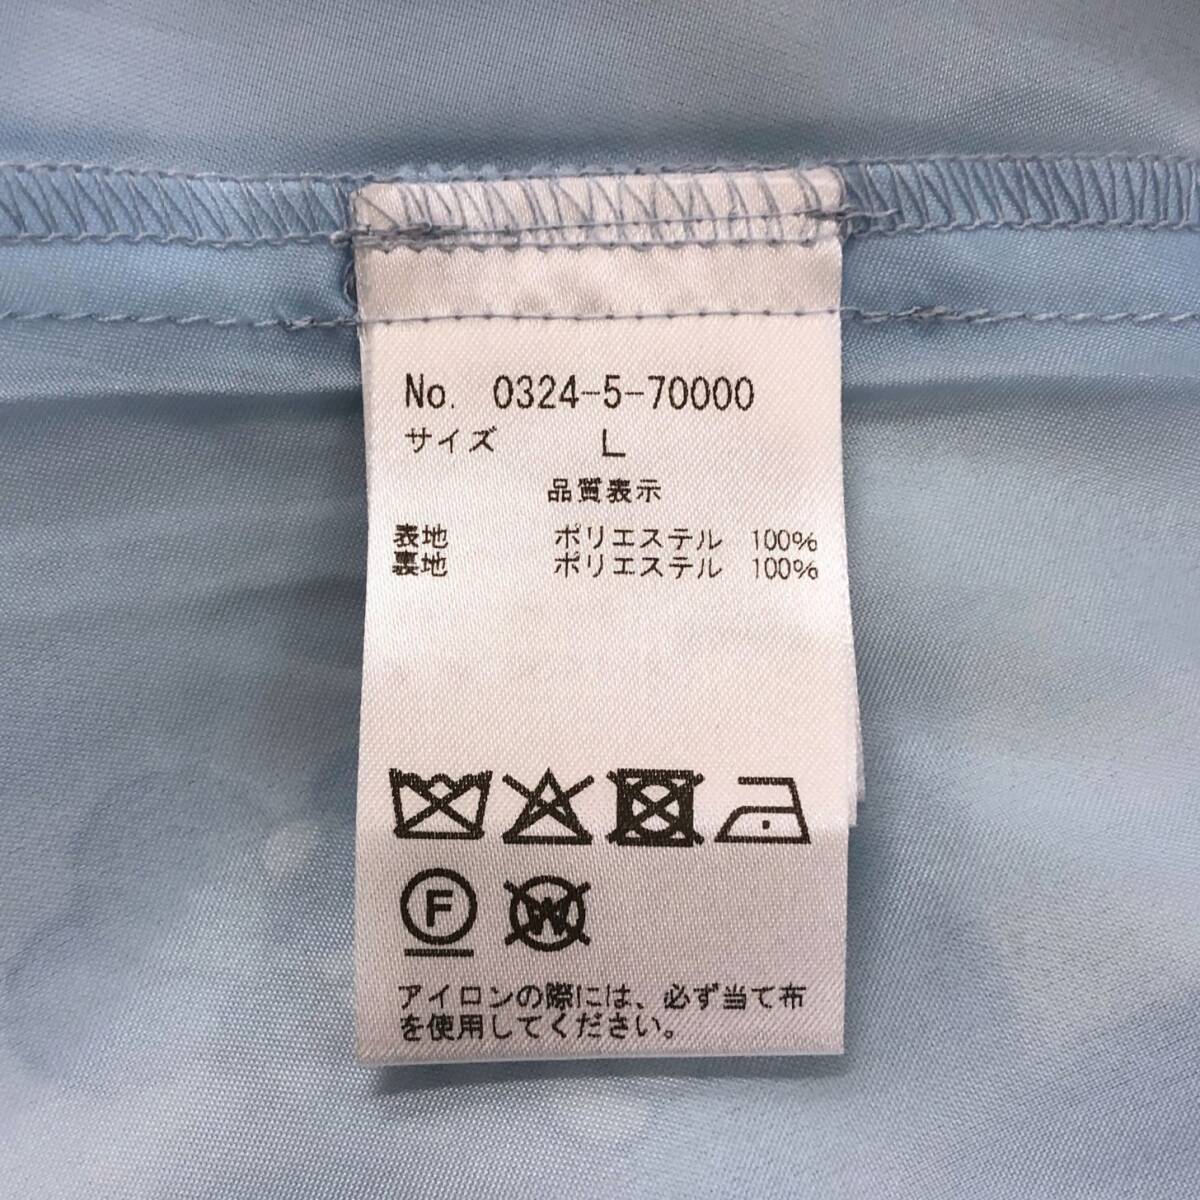 No. 0324-5-70000
サイズ L
品質表示
表地 ポリエステル 100%
裏地 ポリエステル 100%
F W
アイロンの際には、必ず当て布
を使用してください。